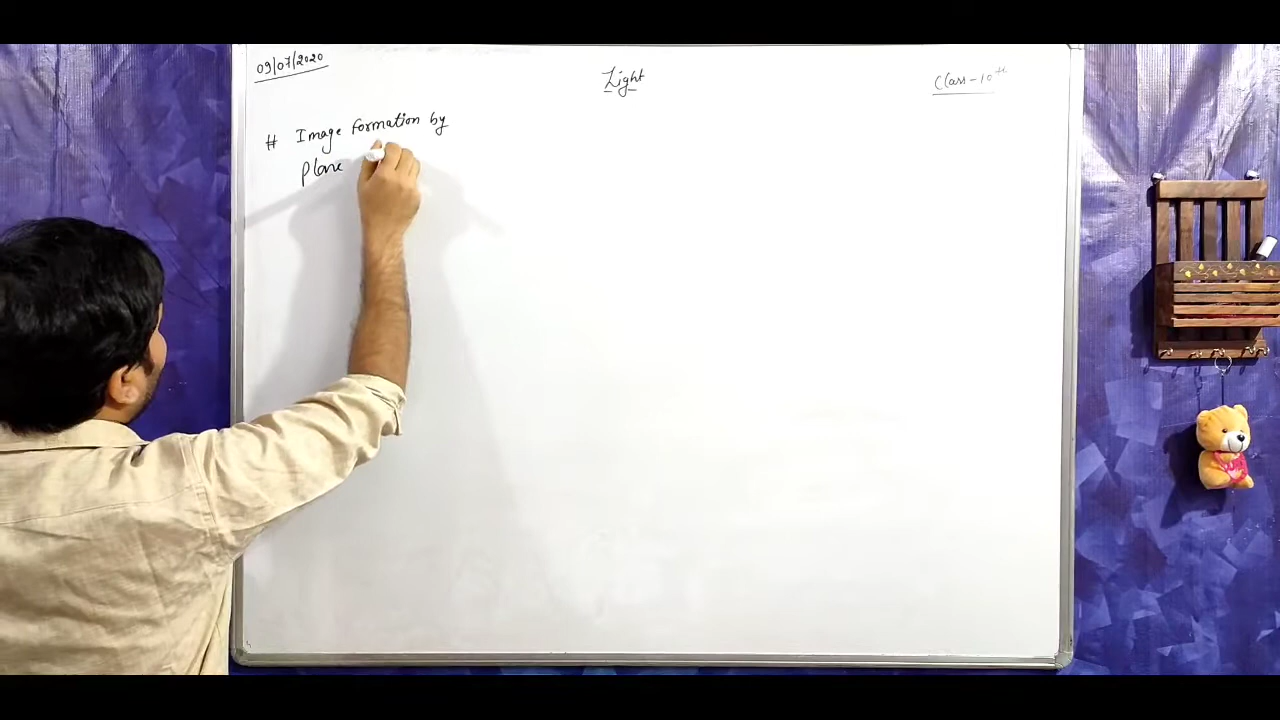 09/07/2020
Light
Class-10th
# Image formation by
plane